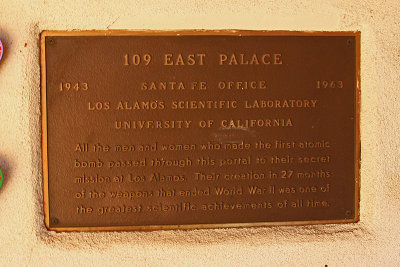 109 EAST PALACE
1943 SANTA FE OFFICE 1963
LOS ALAMOS SCIENTIFIC LABORATORY
UNIVERSITY OF CALIFORNIA
All the men and women who made the first atomic
bomb passed through this portal to their secret
mission at Los Alamos. Their creation in 27 months
of the weapons that ended World War II was one of
the greatest scientific achievements of all time.